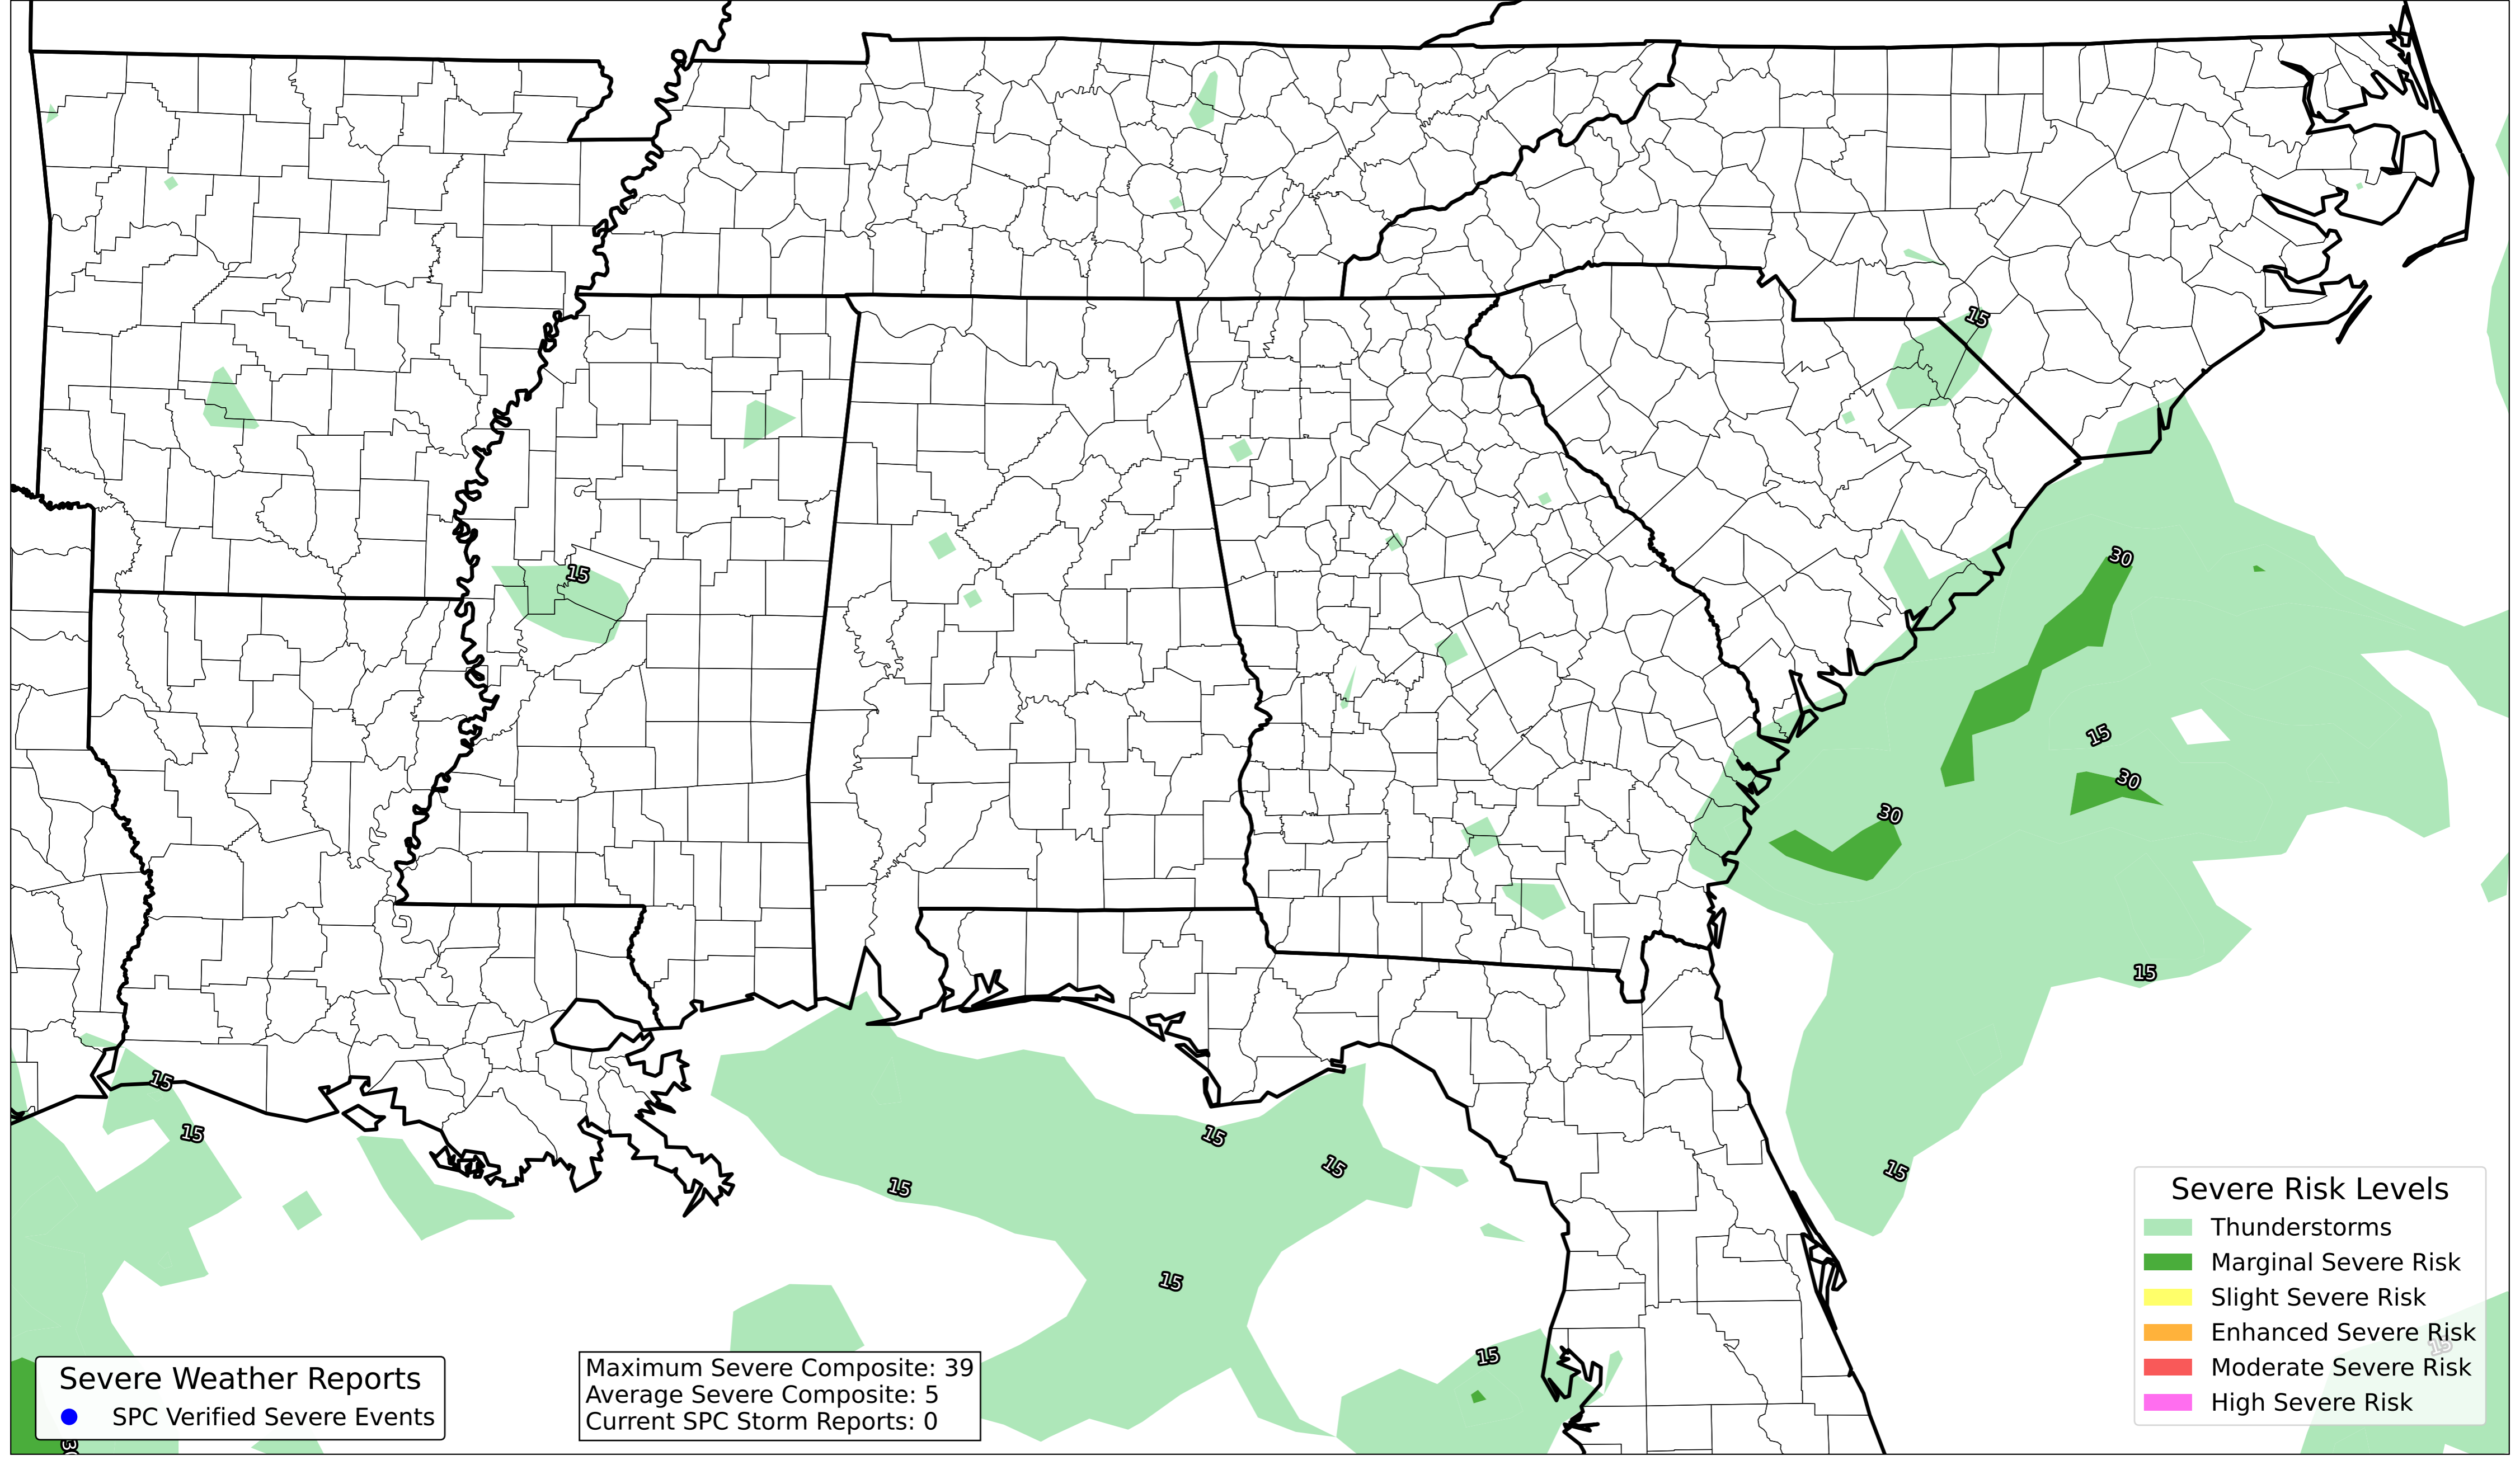 15
15
30
15
30
30
15
15
15
15
15
15
15
15
15
15
30
Severe Risk Levels
Thunderstorms
Marginal Severe Risk
Slight Severe Risk
Enhanced Severe Risk
Moderate Severe Risk
High Severe Risk
Severe Weather Reports
SPC Verified Severe Events
Maximum Severe Composite: 39
Average Severe Composite: 5
Current SPC Storm Reports: 0